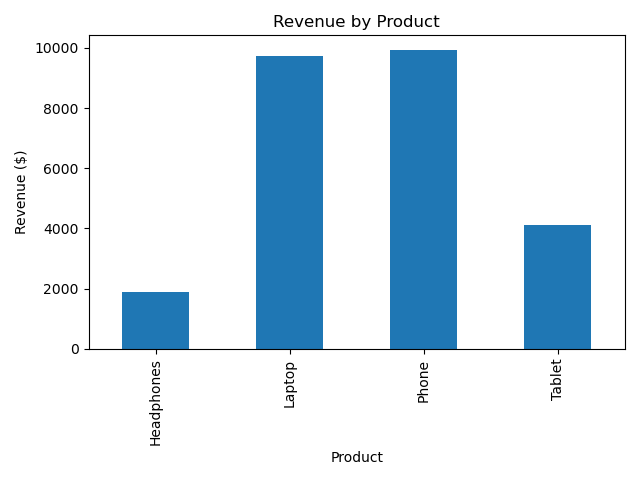 Revenue by Product
Revenue ($)
10000
8000
6000
4000
2000
0
Headphones
Laptop
Phone
Tablet
Product